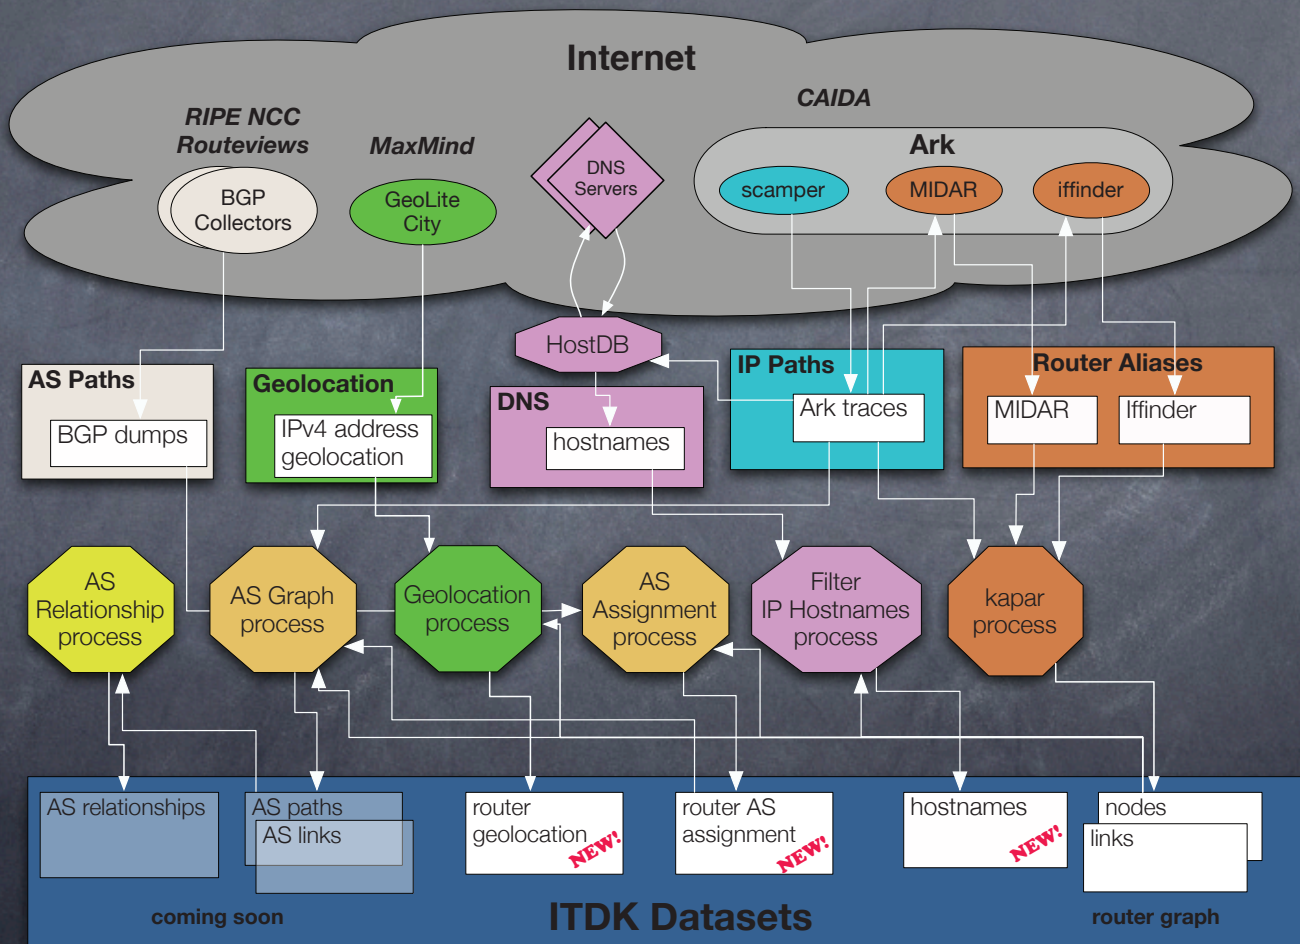 Internet
RIPE NCC
Routeviews
MaxMind
CAIDA
Ark
BGP
Collectors
GeoLite
City
DNS
Servers
scamper
MIDAR
iffinder
HostDB
AS Paths
BGP dumps
Geolocation
IPv4 address
geolocation
DNS
hostnames
IP Paths
Ark traces
Router Aliases
MIDAR
Iffinder
AS
Relationship
process
AS Graph
process
Geolocation
process
AS
Assignment
process
Filter
IP Hostnames
process
kapar
process
AS relationships
AS paths
AS links
router
geolocation
NEW!
router AS
assignment
NEW!
hostnames
NEW!
nodes
links
coming soon
ITDK Datasets
router graph